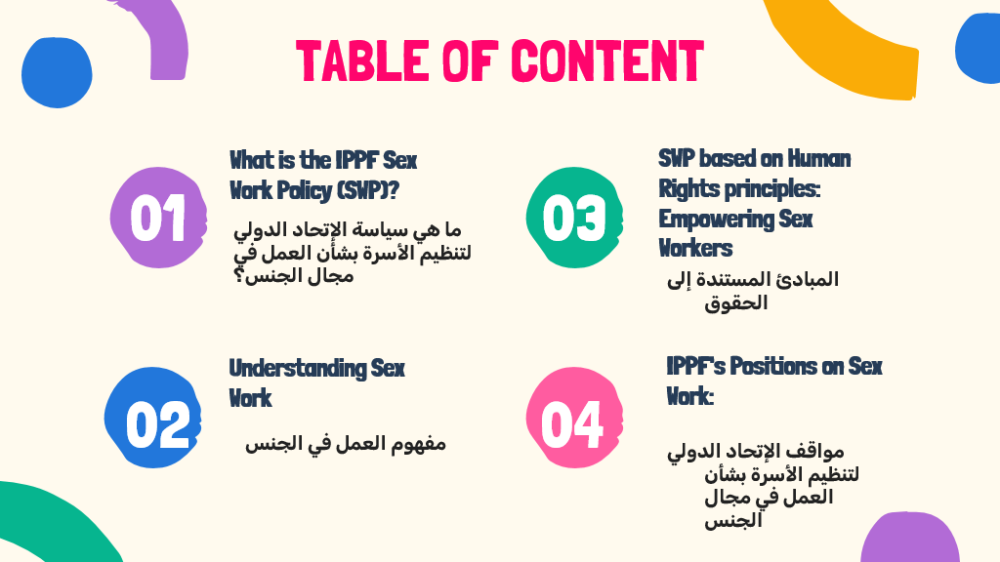 TABLE OF CONTENT
01
What is the IPPF Sex
Work Policy (SWP)?
ما هي سياسة الإتحاد الدولي
لتنظيم الأسرة بشأن العمل في
مجال الجنس؟
02
Understanding Sex
Work
مفهوم العمل في الجنس
03
SWP based on Human
Rights principles:
Empowering Sex
Workers
المبادئ المستندة إلى
الحقوق
04
IPPF's Positions on Sex
Work:
مواقف الإتحاد الدولي
لتنظيم الأسرة بشأن
العمل في مجال
الجنس